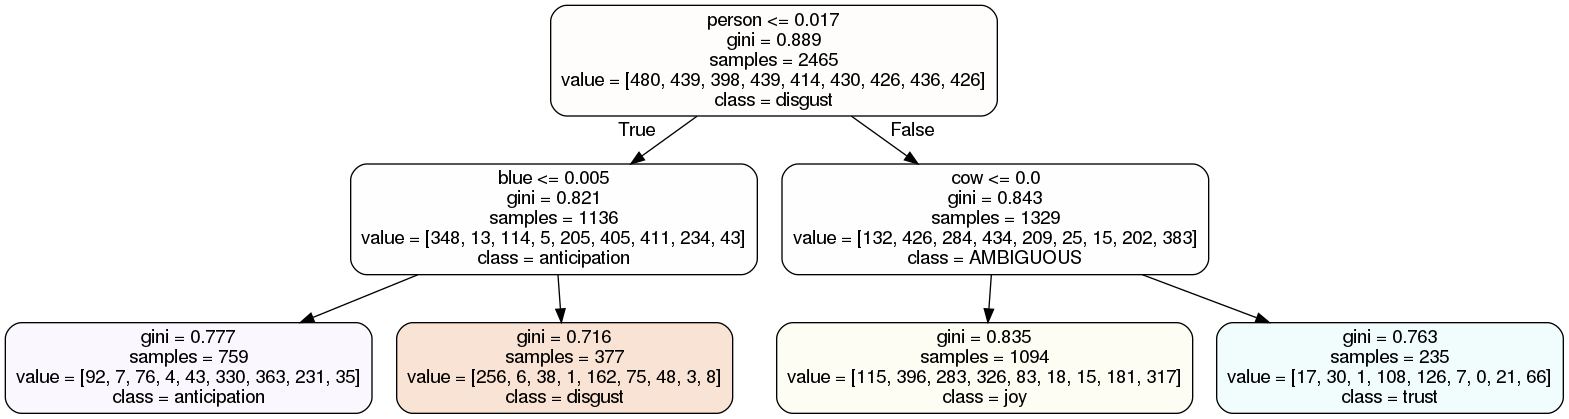 person <= 0.017
gini = 0.889
samples = 2465
value = [480, 439, 398, 439, 414, 430, 426, 436, 426]
class = disgust
True
False
blue <= 0.005
gini = 0.821
samples = 1136
value = [348, 13, 114, 5, 205, 405, 411, 234, 43]
class = anticipation
cow <= 0.0
gini = 0.843
samples = 1329
value = [132, 426, 284, 434, 209, 25, 15, 202, 383]
class = AMBIGUOUS
gini = 0.777
samples = 759
value = [92, 7, 76, 4, 43, 330, 363, 231, 35]
class = anticipation
gini = 0.716
samples = 377
value = [256, 6, 38, 1, 162, 75, 48, 3, 8]
class = disgust
gini = 0.835
samples = 1094
value = [115, 396, 283, 326, 83, 18, 15, 181, 317]
class = joy
gini = 0.763
samples = 235
value = [17, 30, 1, 108, 126, 7, 0, 21, 66]
class = trust